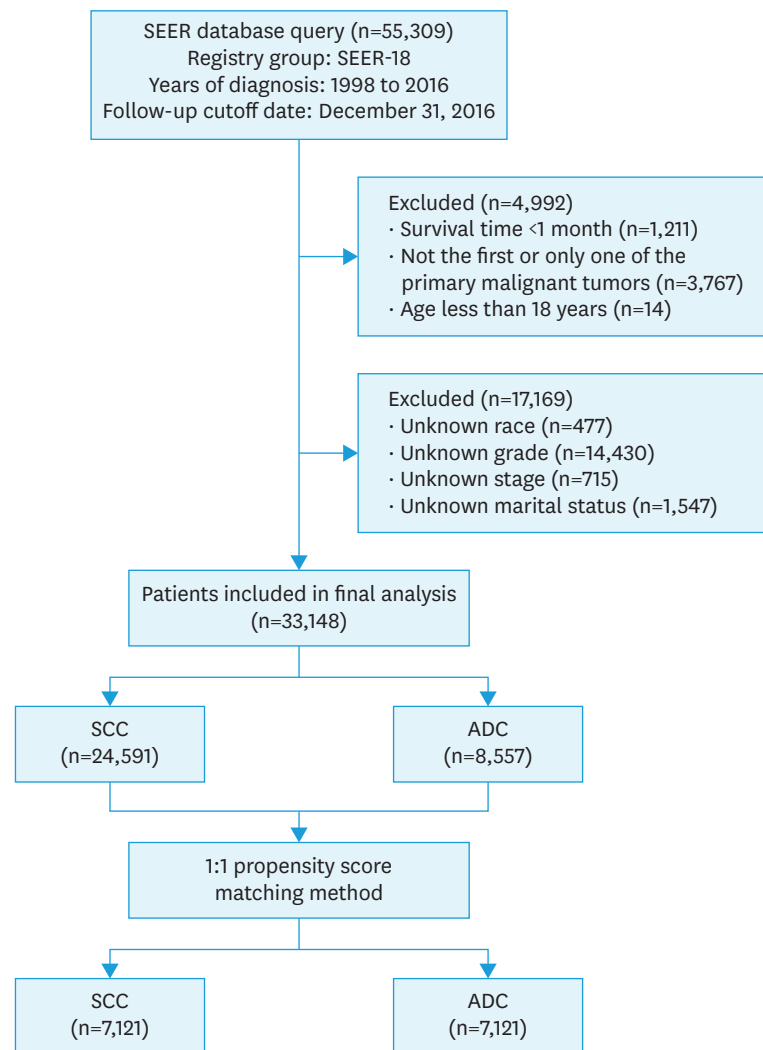 SEER database query (n=55,309)
Registry group: SEER-18
Years of diagnosis: 1998 to 2016
Follow-up cutoff date: December 31, 2016
Excluded (n=4,992)
· Survival time <1 month (n=1,211)
· Not the first or only one of the
primary malignant tumors (n=3,767)
· Age less than 18 years (n=14)
Excluded (n=17,169)
· Unknown race (n=477)
· Unknown grade (n=14,430)
· Unknown stage (n=715)
· Unknown marital status (n=1,547)
Patients included in final analysis
(n=33,148)
SCC
(n=24,591)
ADC
(n=8,557)
1:1 propensity score
matching method
SCC
(n=7,121)
ADC
(n=7,121)